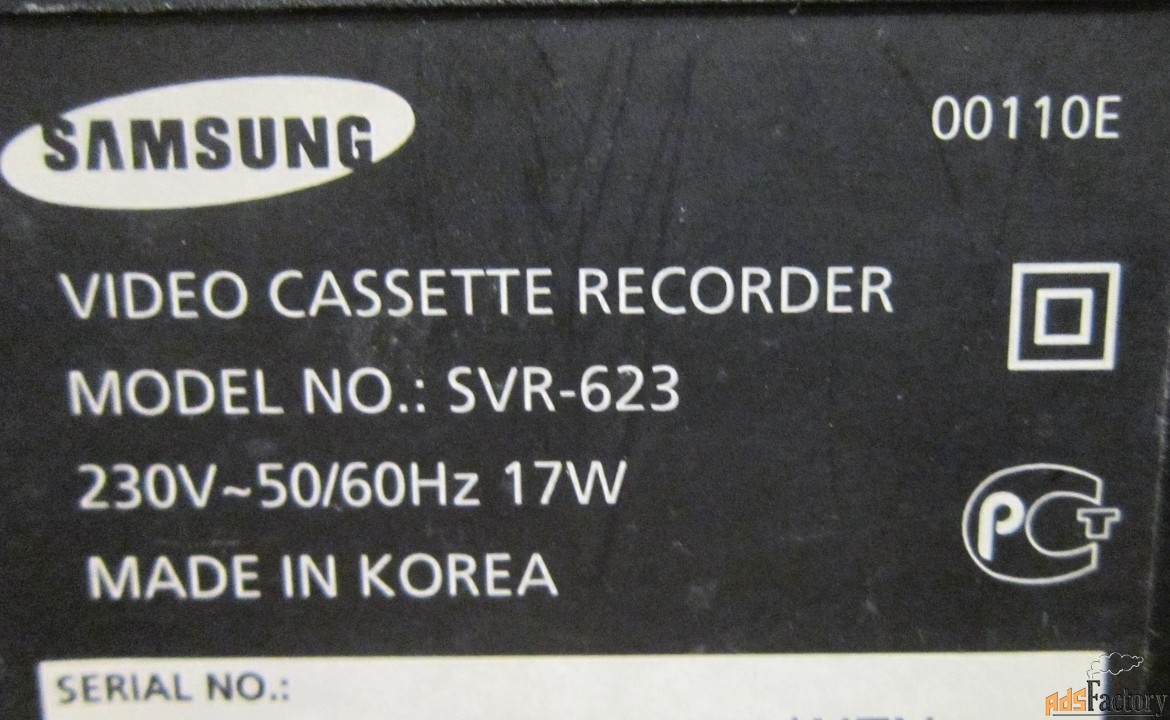 SAMSUNG
00110E
VIDEO CASSETTE RECORDER
MODEL NO.: SVR-623
230V~50/60Hz 17W
PCT
MADE IN KOREA
SERIAL NO.:
AdsFactory